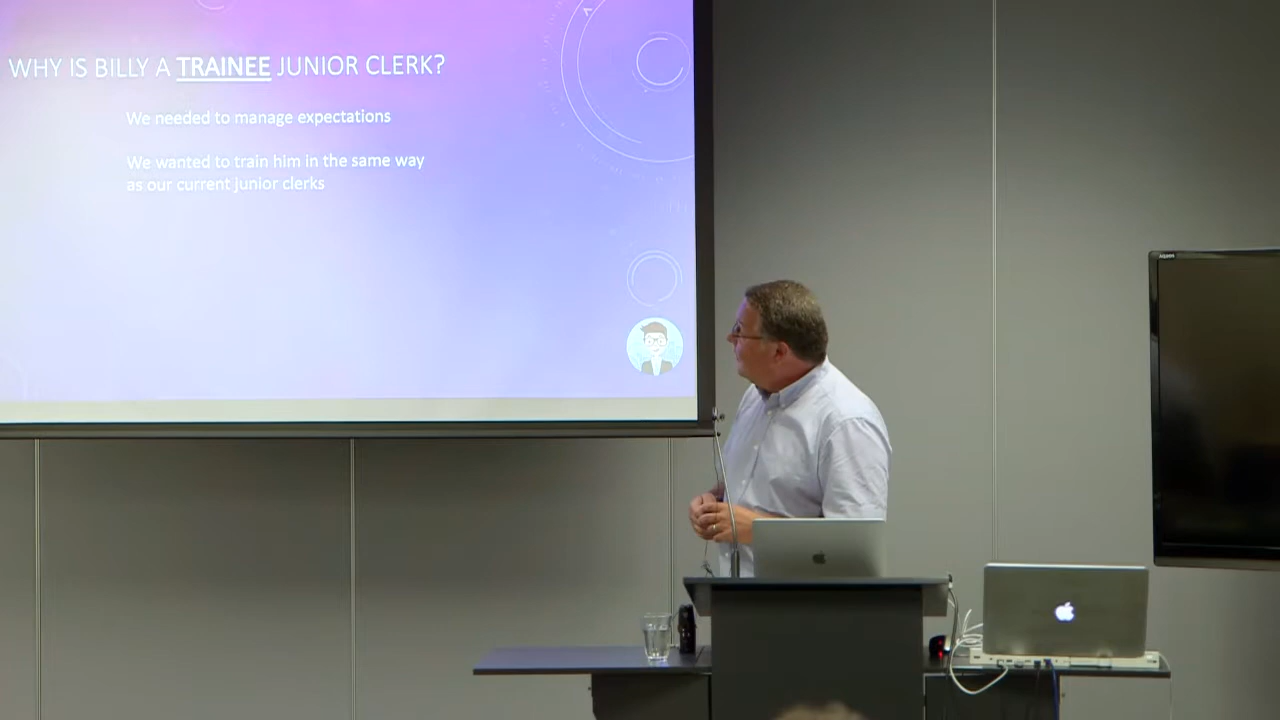 WHY IS BILLY A TRAINEE JUNIOR CLERK?
We needed to manage expectations
We wanted to train him in the same way
as our current junior clerks